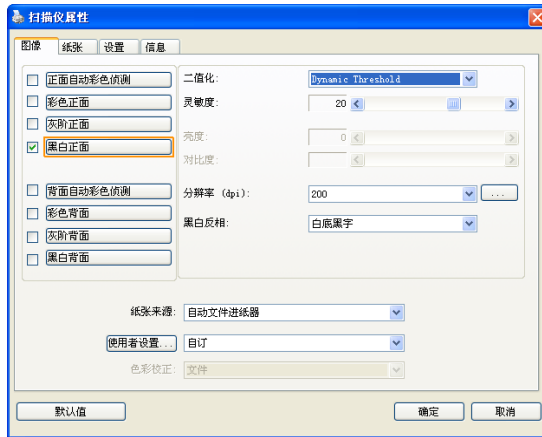 扫描仪属性
图像 纸张 设置 信息
正面自动彩色侦测
彩色正面
灰阶正面
黑白正面
背面自动彩色侦测
彩色背面
灰阶背面
黑白背面
二值化: Dynamic Threshold
灵敏度: 20
亮度: 0
对比度:
分辨率 (dpi): 200 ...
黑白反相: 白底黑字
纸张来源: 自动文件进纸器
使用者设置... 自订
色彩校正: 文件
默认值 确定 取消